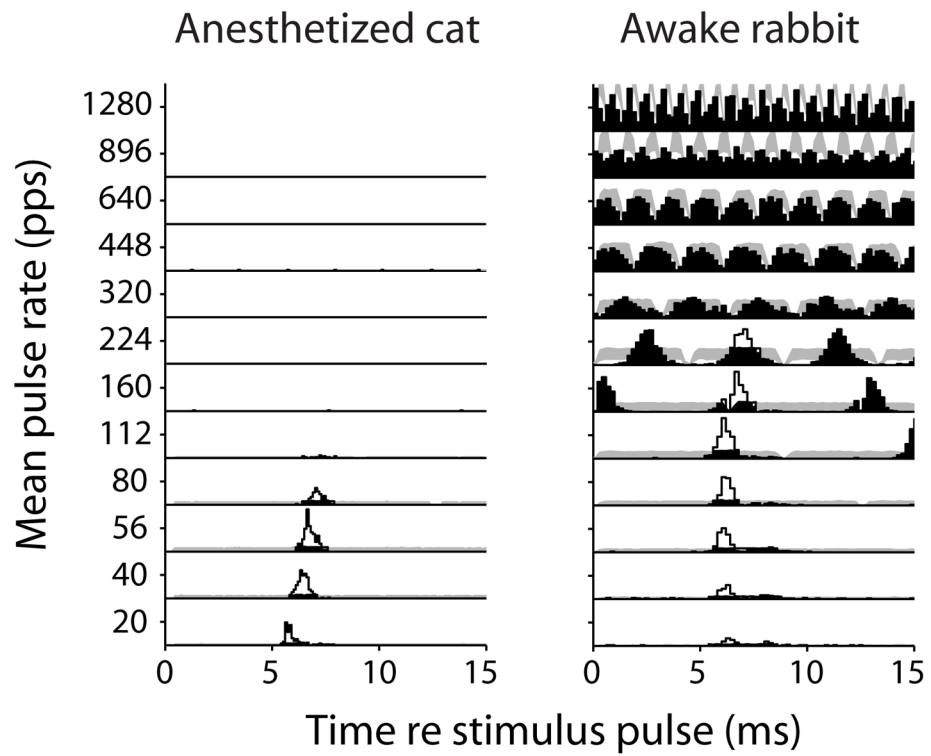 Anesthetized cat
Awake rabbit
Mean pulse rate (pps)
1280
896
640
448
320
224
160
112
80
56
40
20
0 5 10 15
0 5 10 15
Time re stimulus pulse (ms)